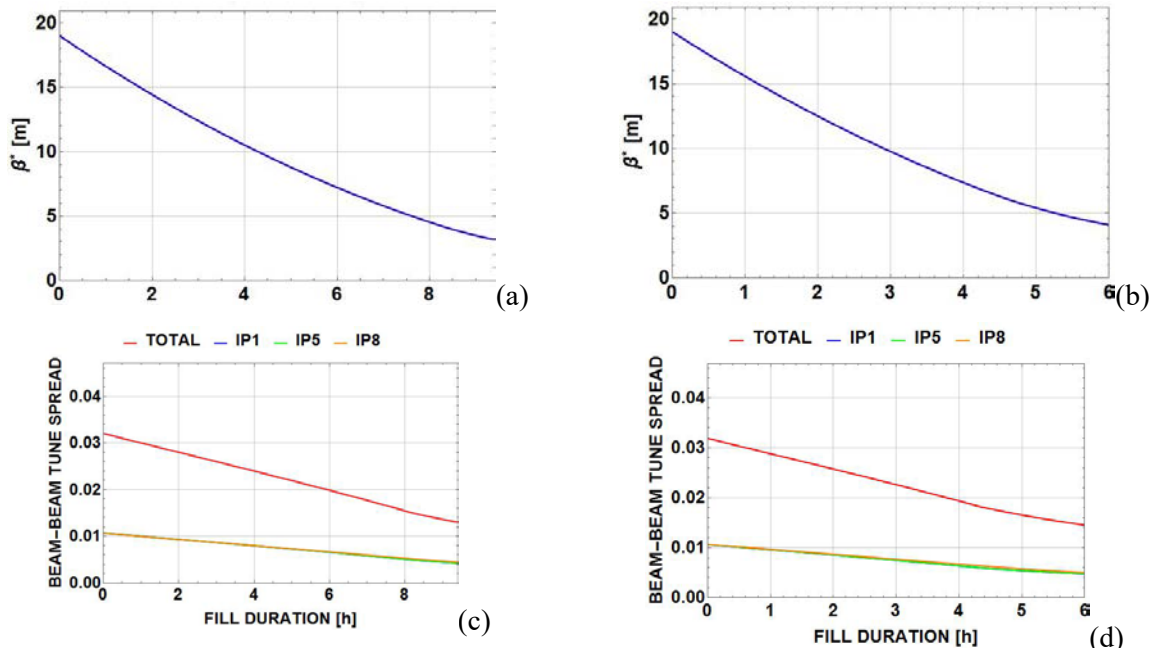 20
15
10
5
0
β* [m]
0 2 4 6 8
(a)
20
15
10
5
0
β* [m]
0 1 2 3 4 5 6
(b)
TOTAL IP1 IP5 IP8
0.04
0.03
0.02
0.01
0.00
BEAM–BEAM TUNE SPREAD
0 2 4 6 8
FILL DURATION [h]
(c)
TOTAL IP1 IP5 IP8
0.04
0.03
0.02
0.01
0.00
BEAM–BEAM TUNE SPREAD
0 1 2 3 4 5 6
FILL DURATION [h]
(d)